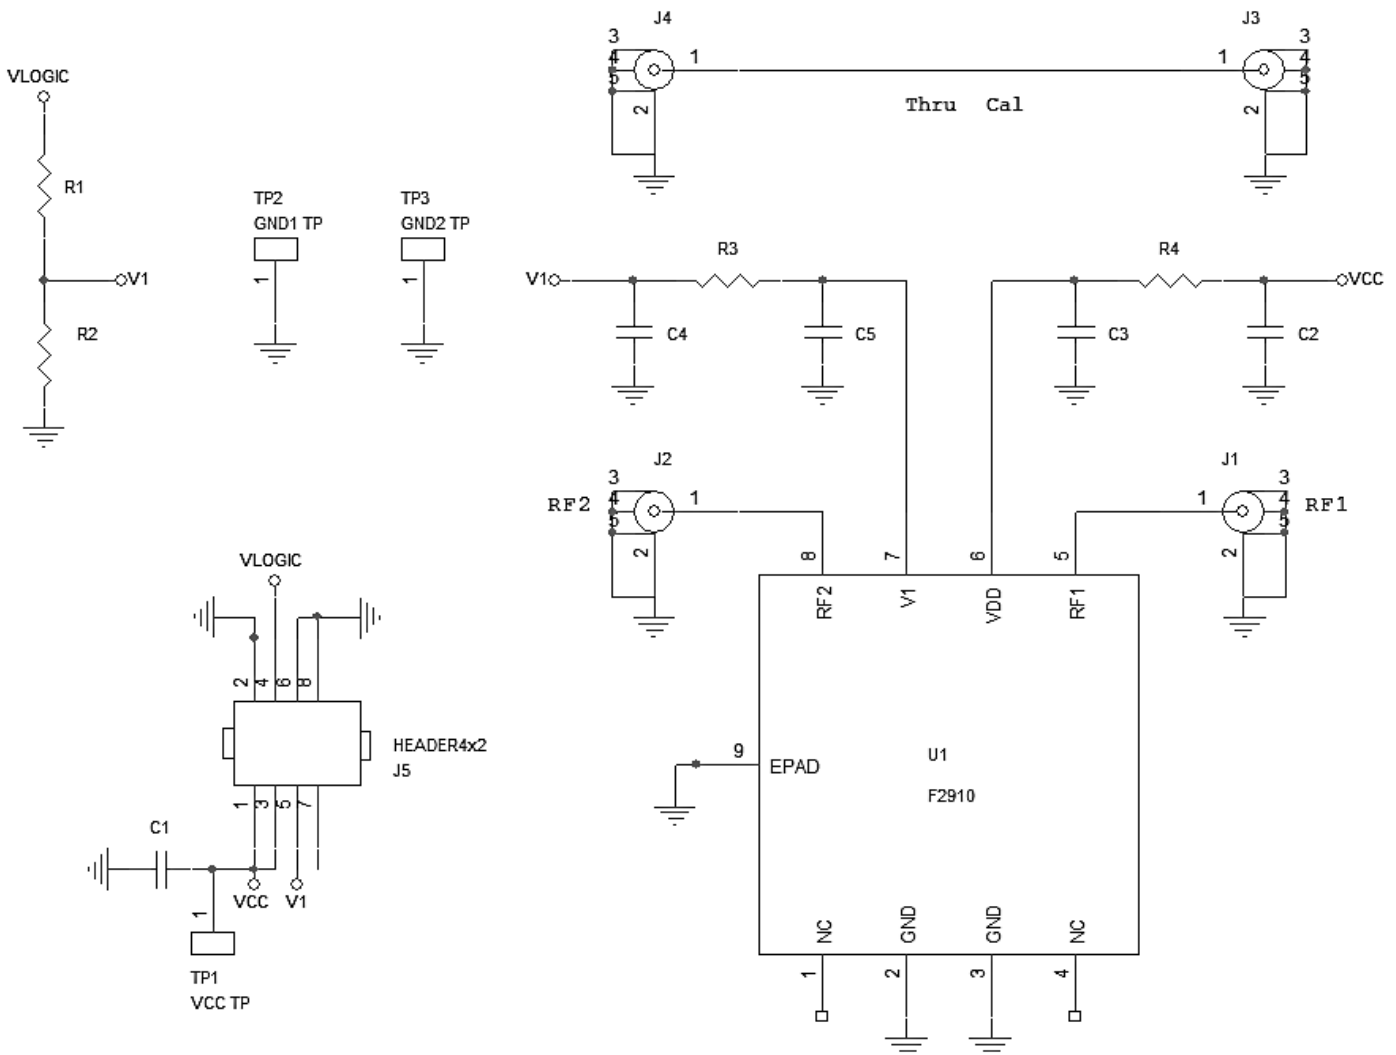 J4
J3
3
4
5
1
2
1
3
4
5
2
Thru Cal
VLOGIC
R1
V1
R2
TP2
GND1 TP
1
TP3
GND2 TP
1
R3
V1
C4
C5
R4
VCC
C3
C2
J2
RF2
3
4
5
1
2
J1
1
3
4
5
2
RF1
8
7
6
5
RF2
V1
VDD
RF1
9
EPAD
U1
F2910
NC
GND
GND
NC
1
2
3
4
VLOGIC
2
4
6
8
HEADER4x2
J5
1
3
5
7
C1
VCC
V1
1
TP1
VCC TP